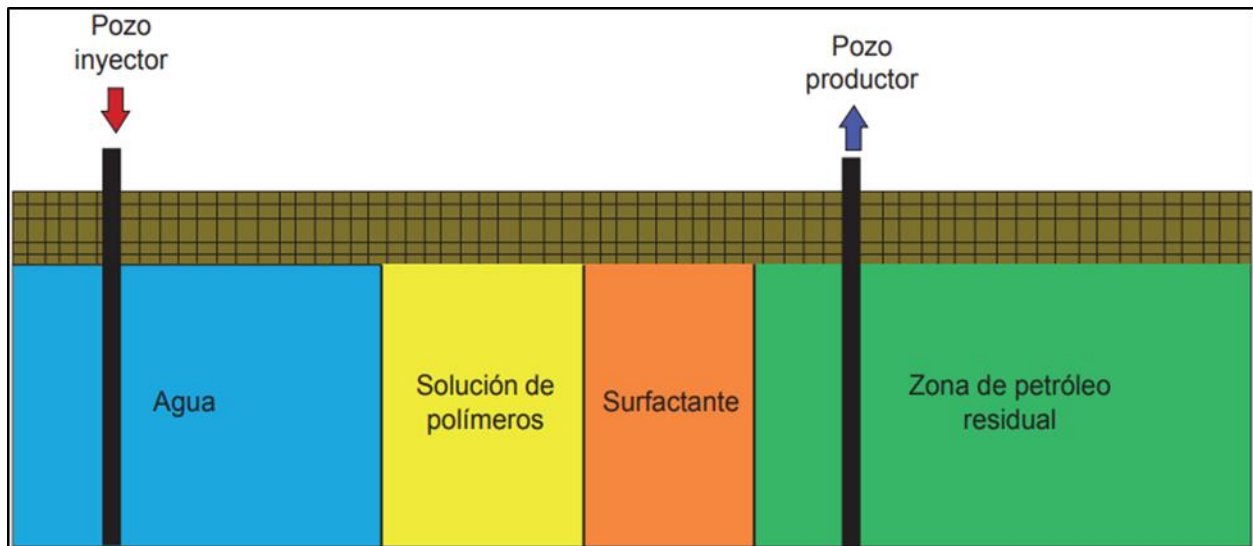 Pozo
inyector
Pozo
productor
Agua
Solución de
polímeros
Surfactante
Zona de petróleo
residual